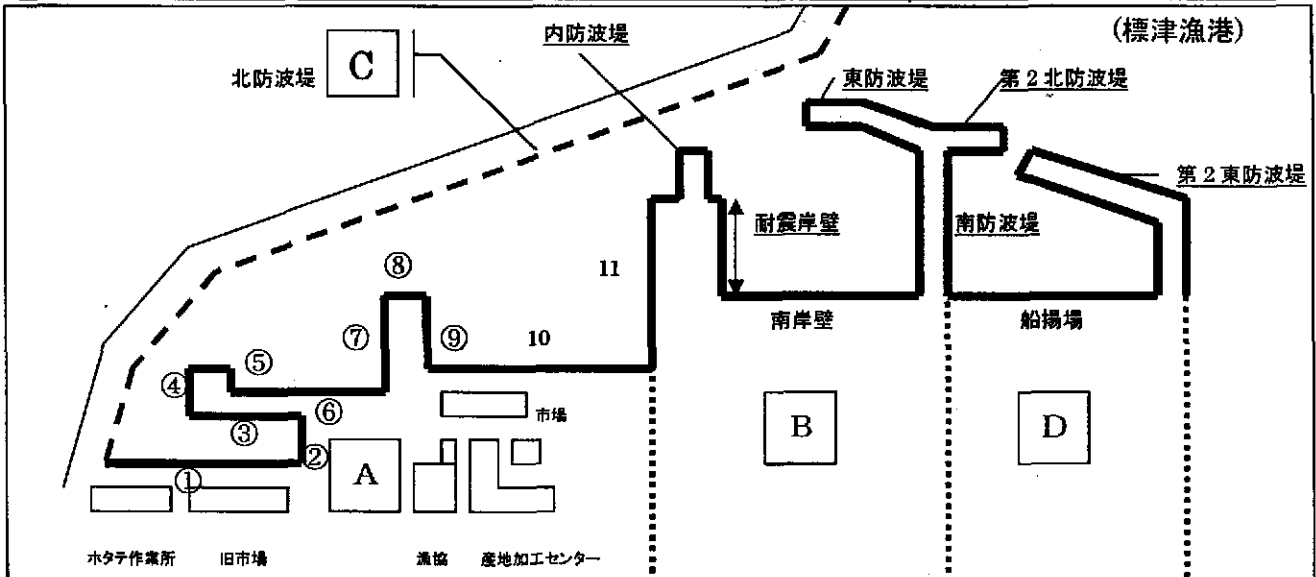 (標津漁港)
内防波堤
北防波堤
C
東防波堤
第2北防波堤
第2東防波堤
耐震岸壁
南防波堤
11
⑧
⑦
⑨
10
南岸壁
船揚場
⑤
④
⑥
③
②
①
市場
A
B
D
ホタテ作業所
旧市場
漁協
産地加工センター